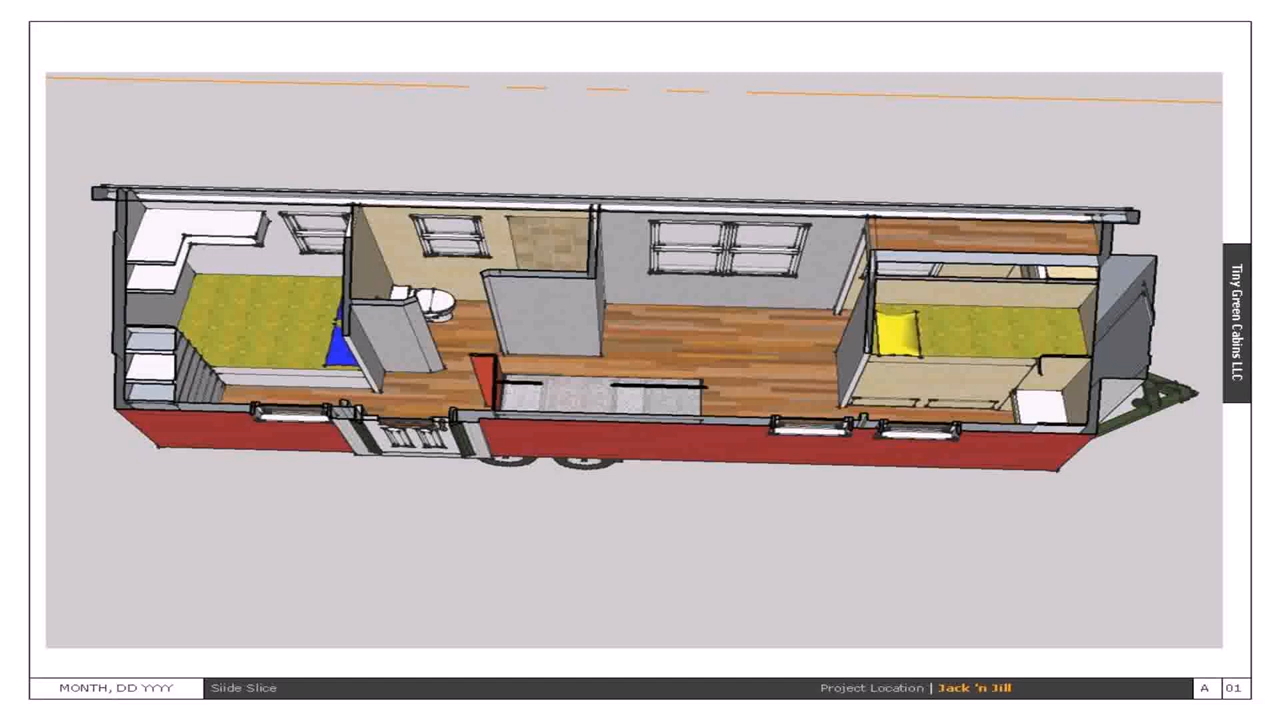 Tiny Green Cabins LLC
MONTH, DD YYYY
Siide Slice
Project Location | Jack 'n Jill
A 01